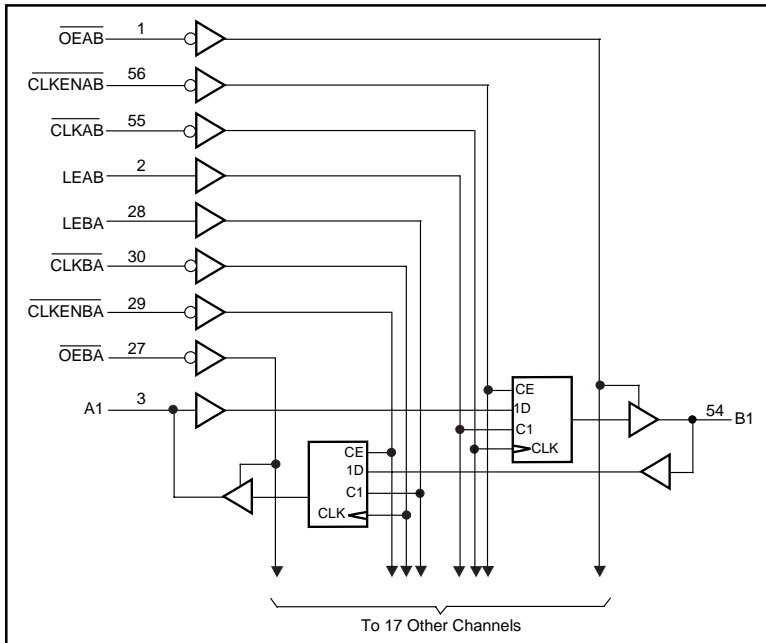 OEAB 1
CLKENAB 56
CLKAB 55
LEAB 2
LEBA 28
CLKBA 30
CLKENBA 29
OEBA 27
A1 3
CE
1D
C1
CLK
54 B1
CE
1D
C1
CLK
To 17 Other Channels